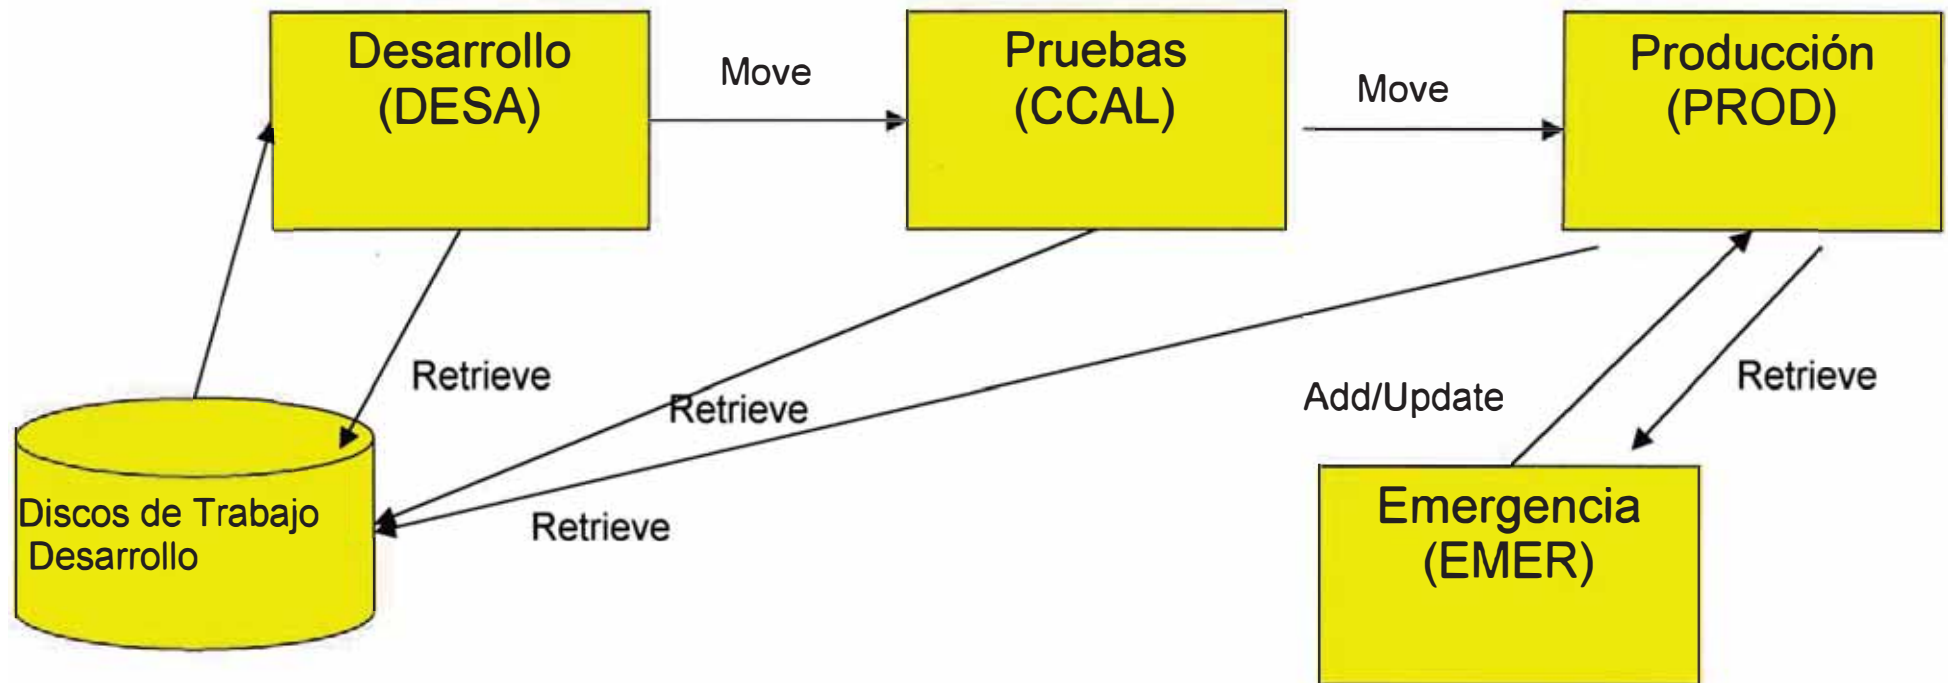 Desarrollo
(DESA)
Move
Pruebas
(CCAL)
Move
Producción
(PROD)
Retrieve
Retrieve
Add/Update
Retrieve
Discos de Trabajo
Desarrollo
Retrieve
Emergencia
(EMER)